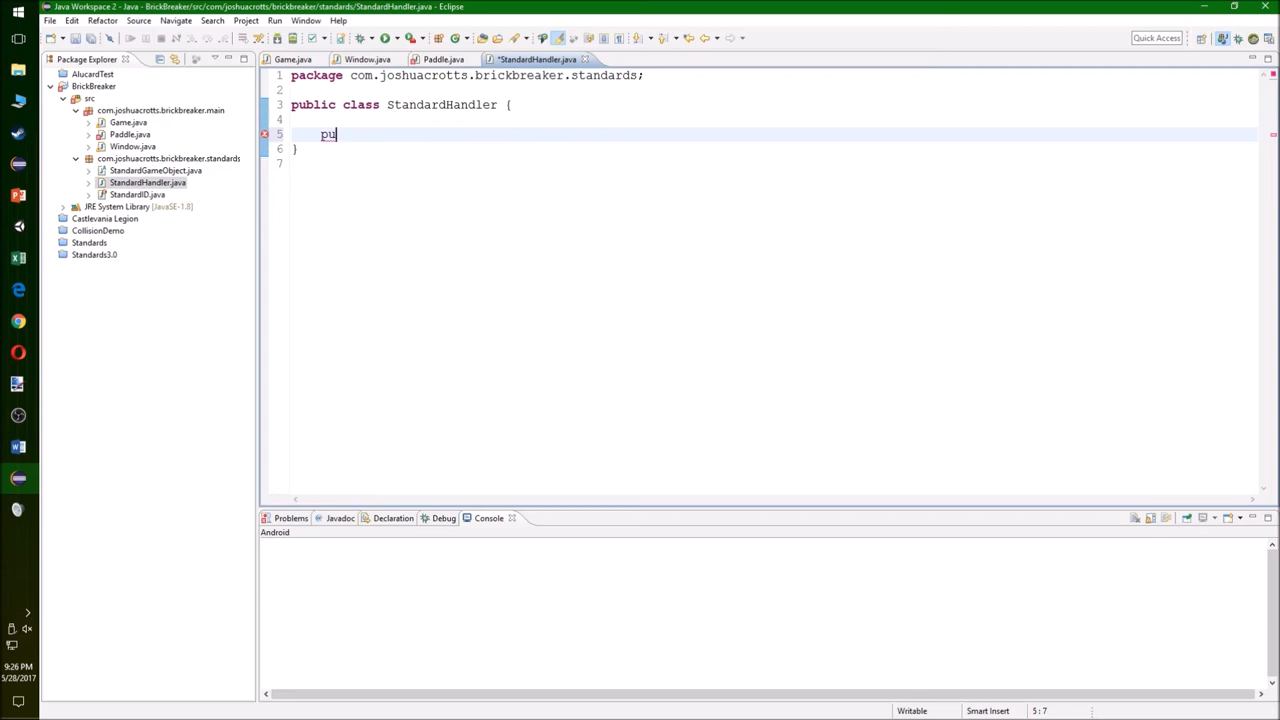 Java Workspace 2 - Java - BrickBreaker/src/com/joshuacrotts/brickbreaker/standards/StandardHandler.java - Eclipse
File Edit Refactor Source Navigate Search Project Run Window Help
Quick Access
Package Explorer
Game.java Window.java Paddle.java *StandardHandler.java
AlucardTest
BrickBreaker
src
com.joshuacrotts.brickbreaker.main
Game.java
Paddle.java
Window.java
com.joshuacrotts.brickbreaker.standards
StandardGameObject.java
StandardHandler.java
StandardID.java
JRE System Library [JavaSE-1.8]
Castlevania Legion
CollisionDemo
Standards
Standards3.0
1 package com.joshuacrotts.brickbreaker.standards;
2
3 public class StandardHandler {
4
5 pu
6 }
7
Problems Javadoc Declaration Debug Console
Android
9:26 PM
5/28/2017
Writable Smart Insert 5 : 7